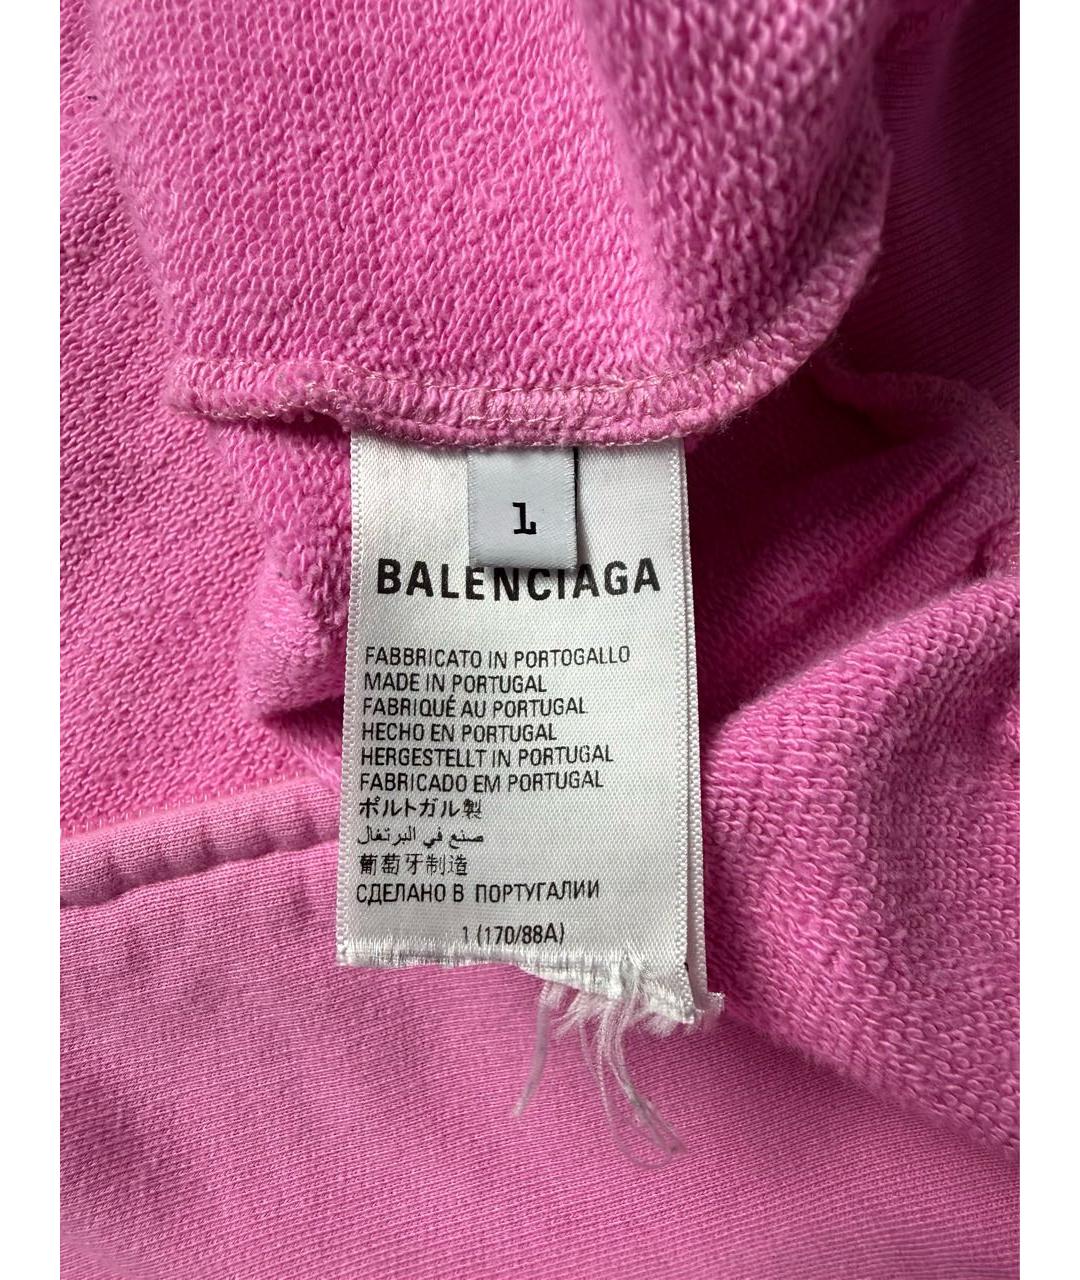 1
BALENCIAGA
FABBRICATO IN PORTOGALLO
MADE IN PORTUGAL
FABRIQUÉ AU PORTUGAL
HECHO EN PORTUGAL
HERGESTELLT IN PORTUGAL
FABRICADO EM PORTUGAL
ポルトガル製
صنع في البرتغال
葡萄牙制造
СДЕЛАНО В ПОРТУГАЛИИ
1 (170/88A)